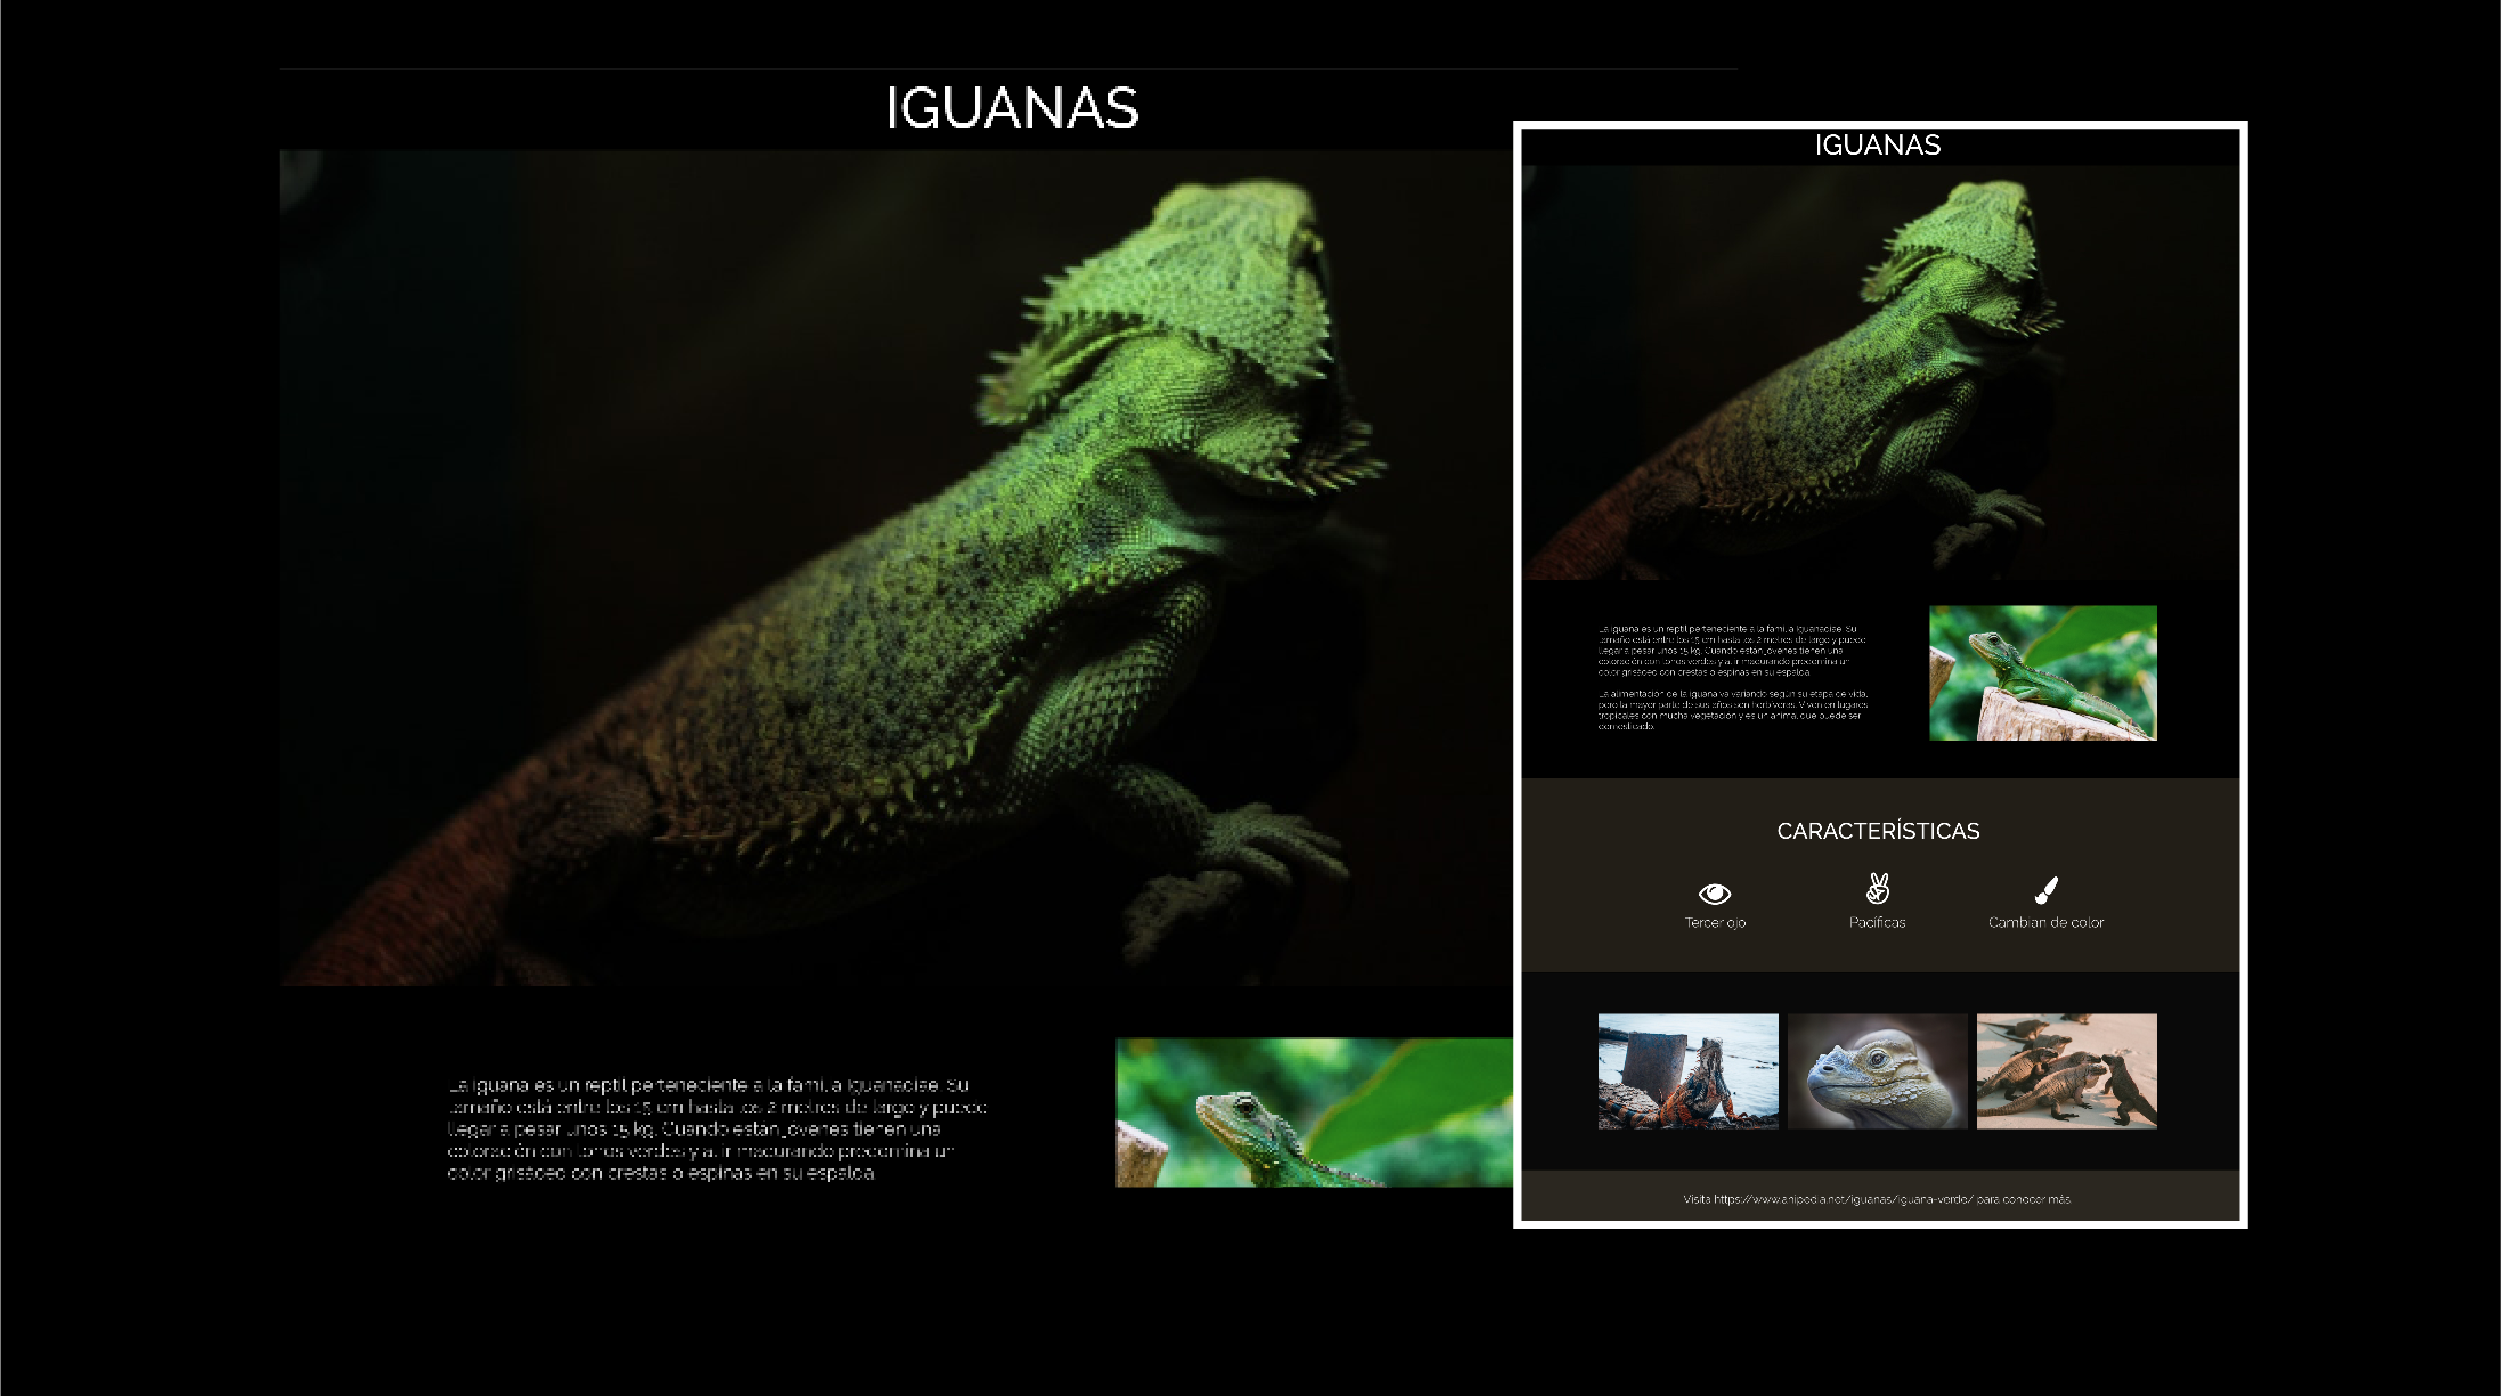 IGUANAS
La iguana es un reptil perteneciente a la familia Iguanadiae. Su
tamaño está entre los 15 cm hasta los 2 metros de largo y puede
llegar a pesar unos 15 kg. Cuando están jóvenes tienen una
coloración con tonos verdes y al ir madurando predomina un
color grisáceo con crestas o espinas en su espalda.
IGUANAS
La iguana es un reptil perteneciente a la familia Iguanadiae. Su
tamaño está entre los 15 cm hasta los 2 metros de largo y puede
llegar a pesar unos 15 kg. Cuando están jóvenes tienen una
coloración con tonos verdes y al ir madurando predomina un
color grisáceo con crestas o espinas en su espalda.
La alimentación de la iguana va variando según su etapa de vida,
pero la mayor parte de sus años son herbívoras. Viven en lugares
tropicales con mucha vegetación y es un animal que puede ser
domesticado.
CARACTERÍSTICAS
Tercer ojo
Pacíficas
Cambian de color
Visita https://www.anipedia.net/iguanas/iguana-verde/ para conocer más.